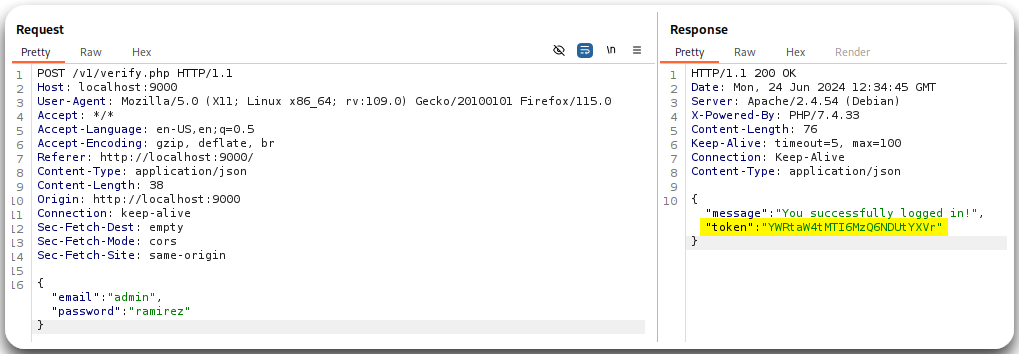 Request
Pretty Raw Hex \n
1 POST /v1/verify.php HTTP/1.1
2 Host: localhost:9000
3 User-Agent: Mozilla/5.0 (X11; Linux x86_64; rv:109.0) Gecko/20100101 Firefox/115.0
4 Accept: */*
5 Accept-Language: en-US,en;q=0.5
6 Accept-Encoding: gzip, deflate, br
7 Referer: http://localhost:9000/
8 Content-Type: application/json
9 Content-Length: 38
10 Origin: http://localhost:9000
11 Connection: keep-alive
12 Sec-Fetch-Dest: empty
13 Sec-Fetch-Mode: cors
14 Sec-Fetch-Site: same-origin
15
16 {
"email":"admin",
"password":"ramirez"
}
Response
Pretty Raw Hex Render
1 HTTP/1.1 200 OK
2 Date: Mon, 24 Jun 2024 12:34:45 GMT
3 Server: Apache/2.4.54 (Debian)
4 X-Powered-By: PHP/7.4.33
5 Content-Length: 76
6 Keep-Alive: timeout=5, max=100
7 Connection: Keep-Alive
8 Content-Type: application/json
9
10 {
"message":"You successfully logged in!",
"token":"YWRtaW4tMTI6MzQ6NDUtYXVr"
}